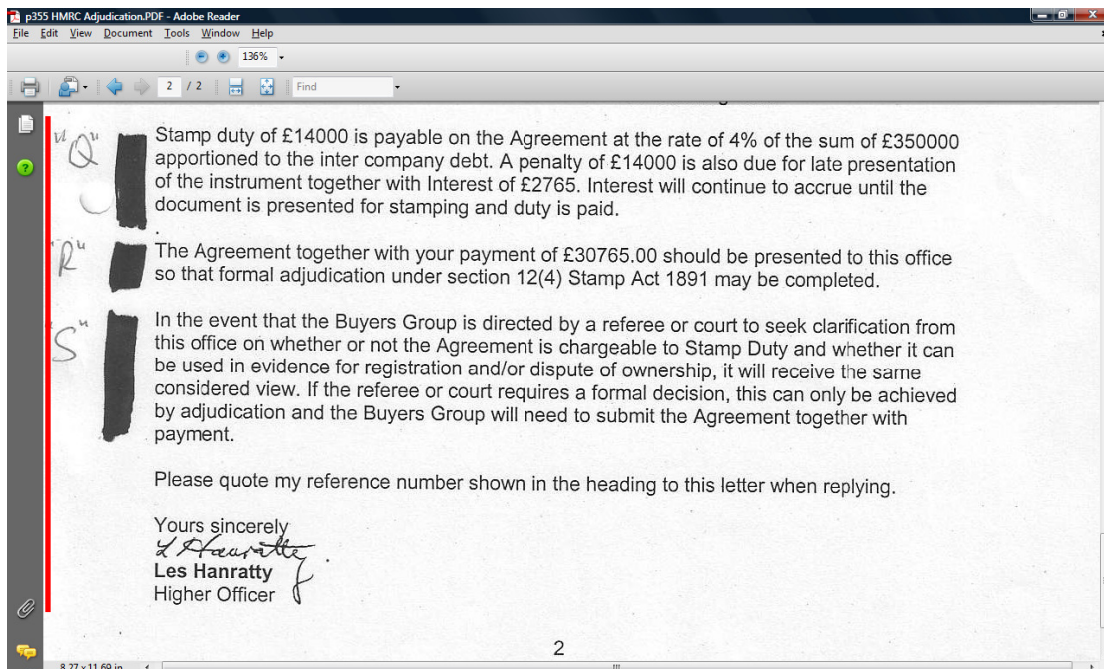 p355 HMRC Adjudication.PDF - Adobe Reader
File Edit View Document Tools Window Help
136%
2 / 2 Find
"Q"
Stamp duty of £14000 is payable on the Agreement at the rate of 4% of the sum of £350000
apportioned to the inter company debt. A penalty of £14000 is also due for late presentation
of the instrument together with Interest of £2765. Interest will continue to accrue until the
document is presented for stamping and duty is paid.
"R"
The Agreement together with your payment of £30765.00 should be presented to this office
so that formal adjudication under section 12(4) Stamp Act 1891 may be completed.
"S"
In the event that the Buyers Group is directed by a referee or court to seek clarification from
this office on whether or not the Agreement is chargeable to Stamp Duty and whether it can
be used in evidence for registration and/or dispute of ownership, it will receive the same
considered view. If the referee or court requires a formal decision, this can only be achieved
by adjudication and the Buyers Group will need to submit the Agreement together with
payment.
Please quote my reference number shown in the heading to this letter when replying.
Yours sincerely
L Hanratty
Les Hanratty
Higher Officer
2
8.27 x 11.69 in